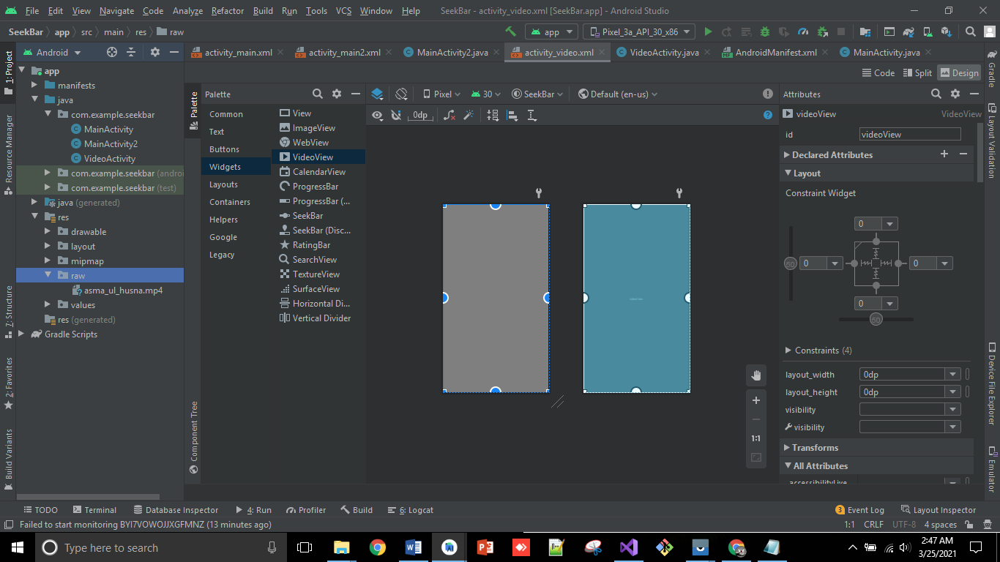 File Edit View Navigate Code Analyze Refactor Build Run Tools VCS Window Help SeekBar - activity_video.xml [SeekBar.app] - Android Studio
SeekBar app src main res raw app Pixel_3a_API_30_x86
Android activity_main.xml activity_main2.xml MainActivity2.java activity_video.xml VideoActivity.java AndroidManifest.xml MainActivity.java
Code Split Design
1: Project
Resource Manager
7: Structure
2: Favorites
Build Variants
app
manifests
java
com.example.seekbar
MainActivity
MainActivity2
VideoActivity
com.example.seekbar (androi
com.example.seekbar (test)
java (generated)
res
drawable
layout
mipmap
raw
asma_ul_husna.mp4
values
res (generated)
Gradle Scripts
Palette
Component Tree
Palette
Common
Text
Buttons
Widgets
Layouts
Containers
Helpers
Google
Legacy
View
ImageView
WebView
VideoView
CalendarView
ProgressBar
ProgressBar (...
SeekBar
SeekBar (Disc...
RatingBar
SearchView
TextureView
SurfaceView
Horizontal Di...
Vertical Divider
Pixel 30 SeekBar Default (en-us)
0dp
1:1
Attributes
videoView VideoView
id videoView
Declared Attributes
Layout
Constraint Widget
0
50 0 0
0
50
Constraints (4)
layout_width 0dp
layout_height 0dp
visibility
visibility
Transforms
All Attributes
accessibilityLive
Gradle
Layout Validation
Device File Explorer
Emulator
TODO Terminal Database Inspector 4: Run Profiler Build 6: Logcat 3 Event Log Layout Inspector
Failed to start monitoring BYI7VOWOJJXGFMNZ (13 minutes ago) 1:1 CRLF UTF-8 4 spaces
Type here to search 2:47 AM
3/25/2021